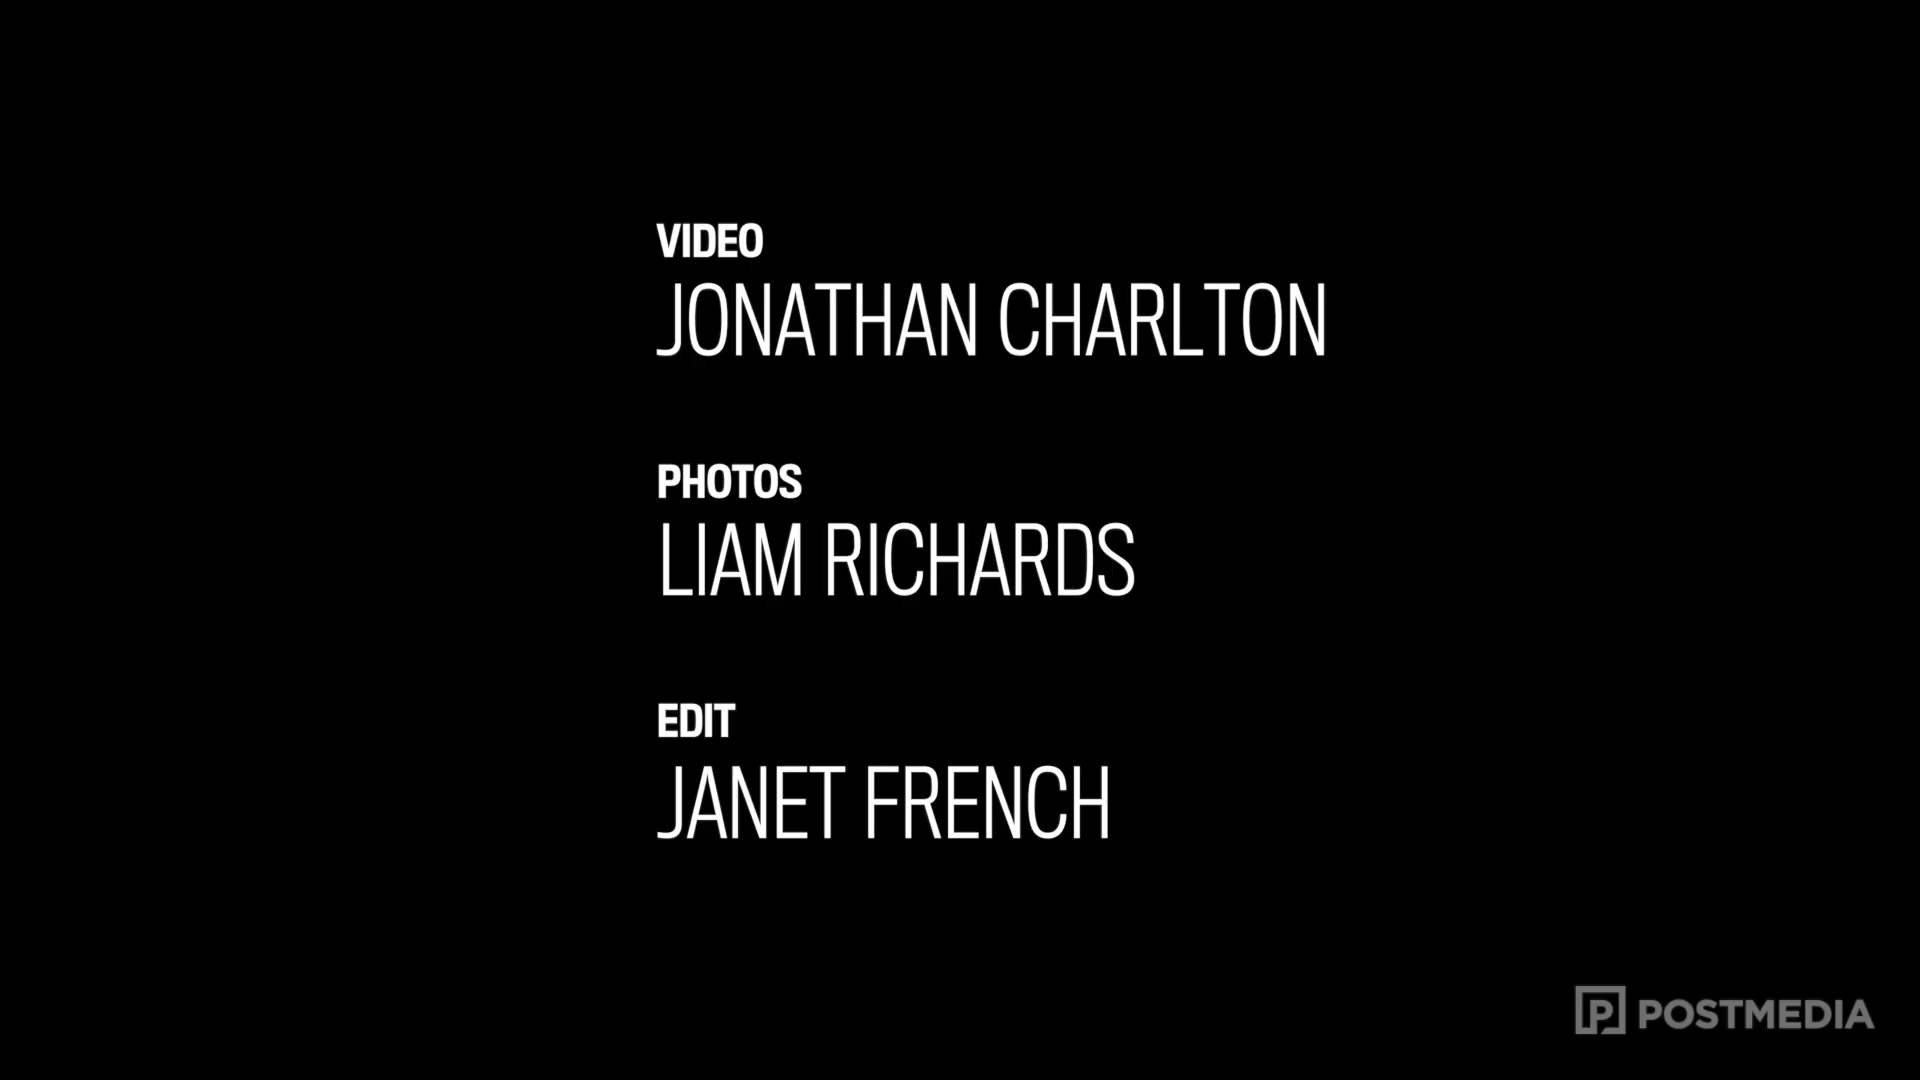 VIDEO
JONATHAN CHARLTON
PHOTOS
LIAM RICHARDS
EDIT
JANET FRENCH
P POSTMEDIA